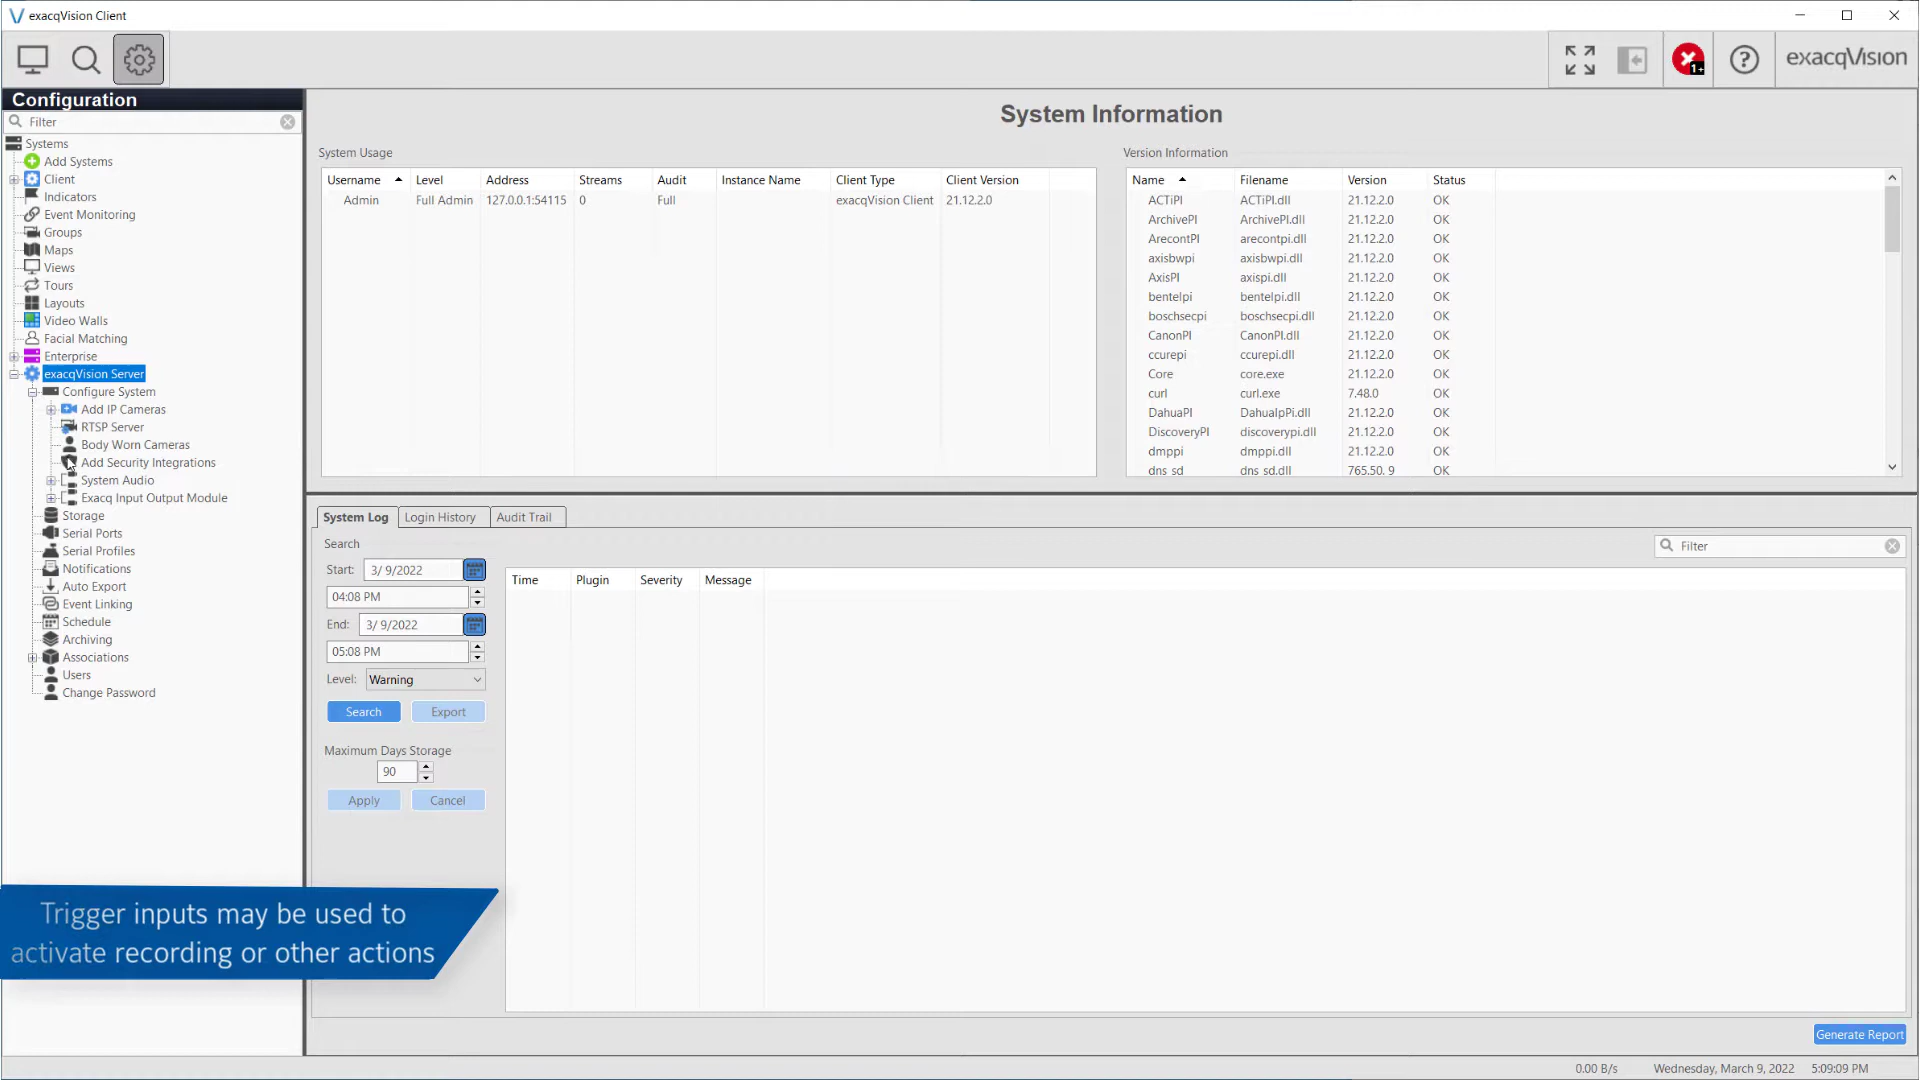 exacqVision Client
1+
?
exacqVision
Configuration
Filter
Systems
Add Systems
Client
Indicators
Event Monitoring
Groups
Maps
Views
Tours
Layouts
Video Walls
Facial Matching
Enterprise
exacqVision Server
Configure System
Add IP Cameras
RTSP Server
Body Worn Cameras
Add Security Integrations
System Audio
Exacq Input Output Module
Storage
Serial Ports
Serial Profiles
Notifications
Auto Export
Event Linking
Schedule
Archiving
Associations
Users
Change Password
System Information
System Usage
Username Level Address Streams Audit Instance Name Client Type Client Version
Admin Full Admin 127.0.0.1:54115 0 Full exacqVision Client 21.12.2.0
Version Information
Name Filename Version Status
ACTiPI ACTiPI.dll 21.12.2.0 OK
ArchivePI ArchivePI.dll 21.12.2.0 OK
ArecontPI arecontpi.dll 21.12.2.0 OK
axisbwpi axisbwpi.dll 21.12.2.0 OK
AxisPI axispi.dll 21.12.2.0 OK
bentelpi bentelpi.dll 21.12.2.0 OK
boschsecpi boschsecpi.dll 21.12.2.0 OK
CanonPI CanonPI.dll 21.12.2.0 OK
ccurepi ccurepi.dll 21.12.2.0 OK
Core core.exe 21.12.2.0 OK
curl curl.exe 7.48.0 OK
DahuaPI DahuaIpPi.dll 21.12.2.0 OK
DiscoveryPI discoverypi.dll 21.12.2.0 OK
dmppi dmppi.dll 21.12.2.0 OK
dns sd dns sd.dll 765.50. 9 OK
System Log Login History Audit Trail
Search
Start: 3/ 9/2022
04:08 PM
End: 3/ 9/2022
05:08 PM
Level: Warning
Search Export
Maximum Days Storage
90
Apply Cancel
Filter
Time Plugin Severity Message
Trigger inputs may be used to
activate recording or other actions
Generate Report
0.00 B/s Wednesday, March 9, 2022 5:09:09 PM